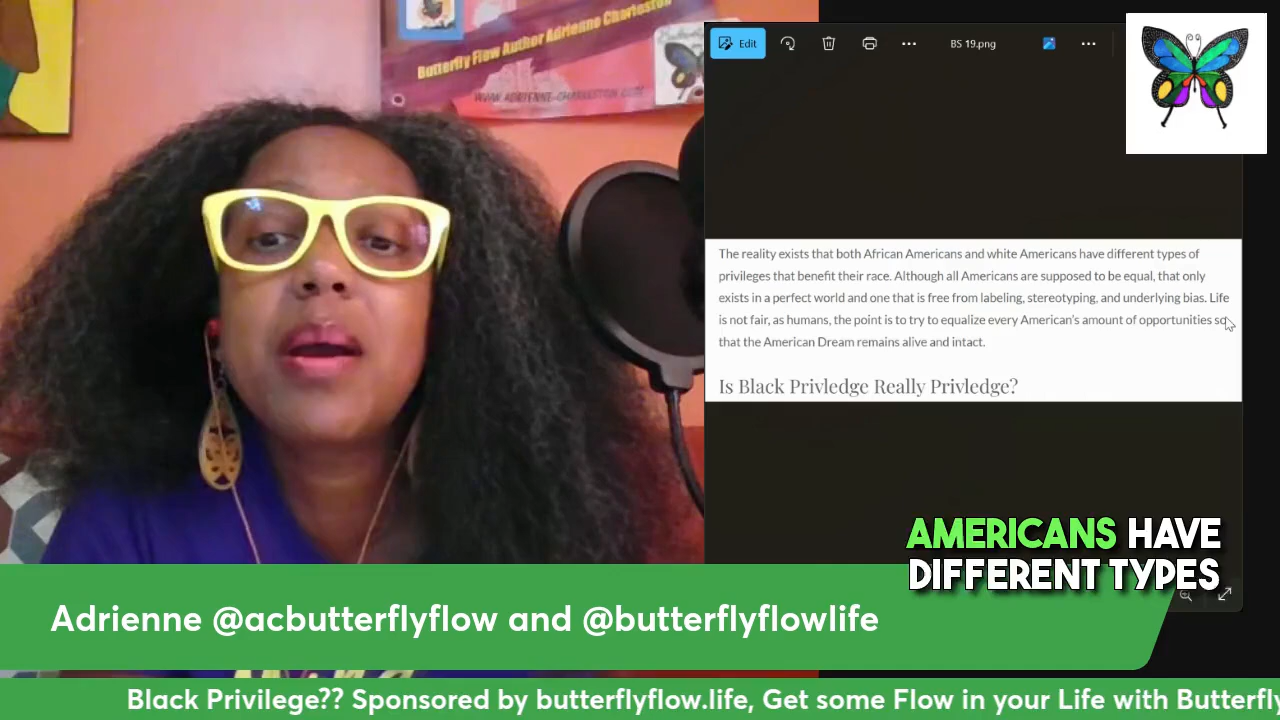 Butterfly Flow Author Adrienne Charleston
WWW.ADRIENNE-CHARLESTON.COM
Edit
BS 19.png
The reality exists that both African Americans and white Americans have different types of
privileges that benefit their race. Although all Americans are supposed to be equal, that only
exists in a perfect world and one that is free from labeling, stereotyping, and underlying bias. Life
is not fair, as humans, the point is to try to equalize every American's amount of opportunities so
that the American Dream remains alive and intact.
Is Black Privledge Really Privledge?
AMERICANS HAVE
DIFFERENT TYPES
Adrienne @acbutterflyflow and @butterflyflowlife
Black Privilege?? Sponsored by butterflyflow.life, Get some Flow in your Life with Butterfly